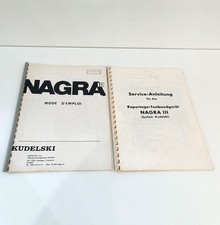 NAGRA
MODE D'EMPLOI
KUDELSKI
Service-Anleitung
für das
Reportage-Tonbandgerät
NAGRA III
(System Kudelski)